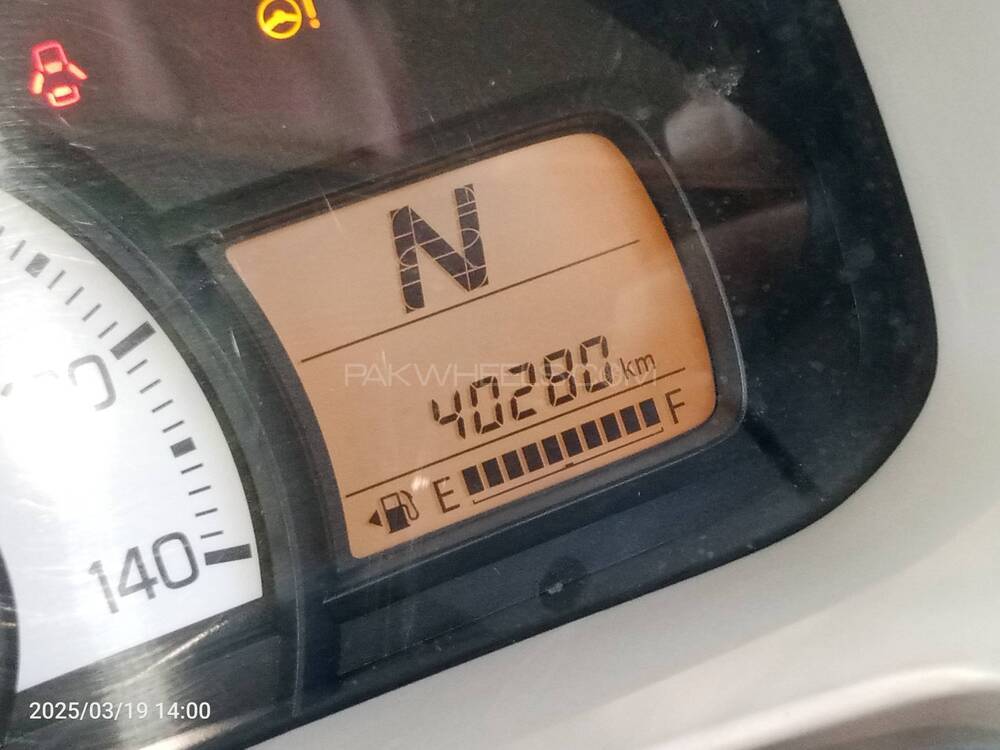 N
PAKWHEELS.COM
40280 km
E F
140
2025/03/19 14:00